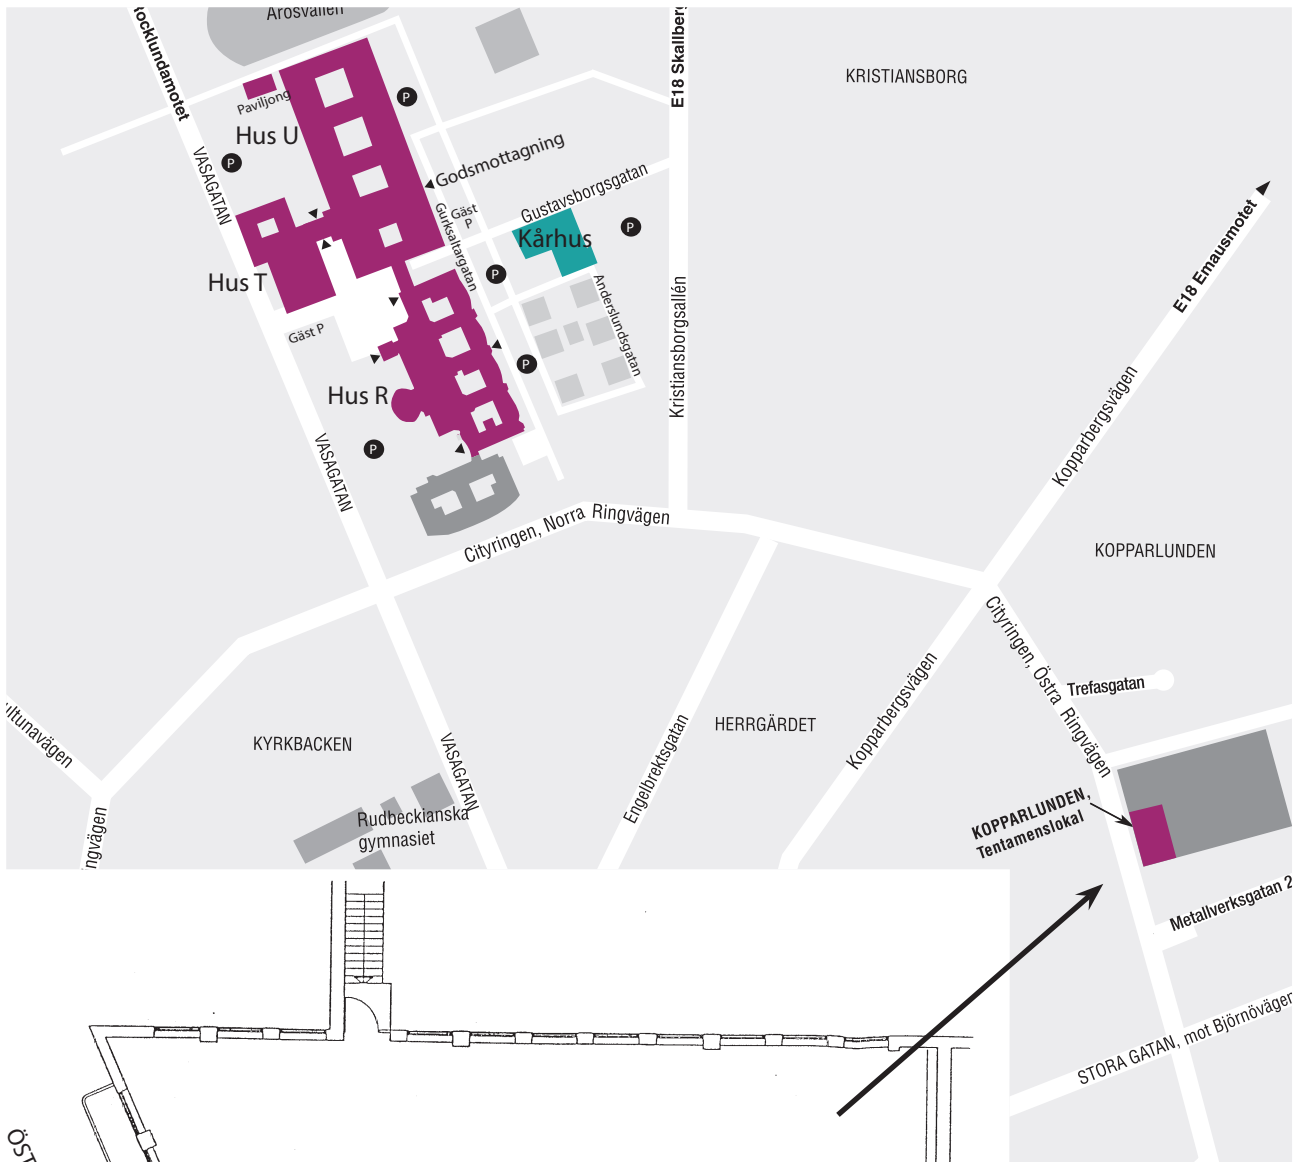 Arosvallen
E18 Skallberg
KRISTIANSBORG
Paviljong
Hus U
P
P
VASAGATAN
Godsmottagning
Gäst
P
Gurksaltargatan
Gustavsborgsgatan
Kårhus
P
P
E18 Emausmotet
Hus T
Gäst P
Anderslundsgatan
Kristiansborgsallén
P
Hus R
P
VASAGATAN
Kopparbergsvägen
Cityringen, Norra Ringvägen
KOPPARLUNDEN
Cityringen, Östra Ringvägen
Trefasgatan
Kopparbergsvägen
HERRGÄRDET
Engelbrektsgatan
KYRKBACKEN
VASAGATAN
ultunavägen
ngvägen
Rudbeckianska
gymnasiet
KOPPARLUNDEN,
Tentamenslokal
Metallverksgatan 2
STORA GATAN, mot Björnövägen
ÖST